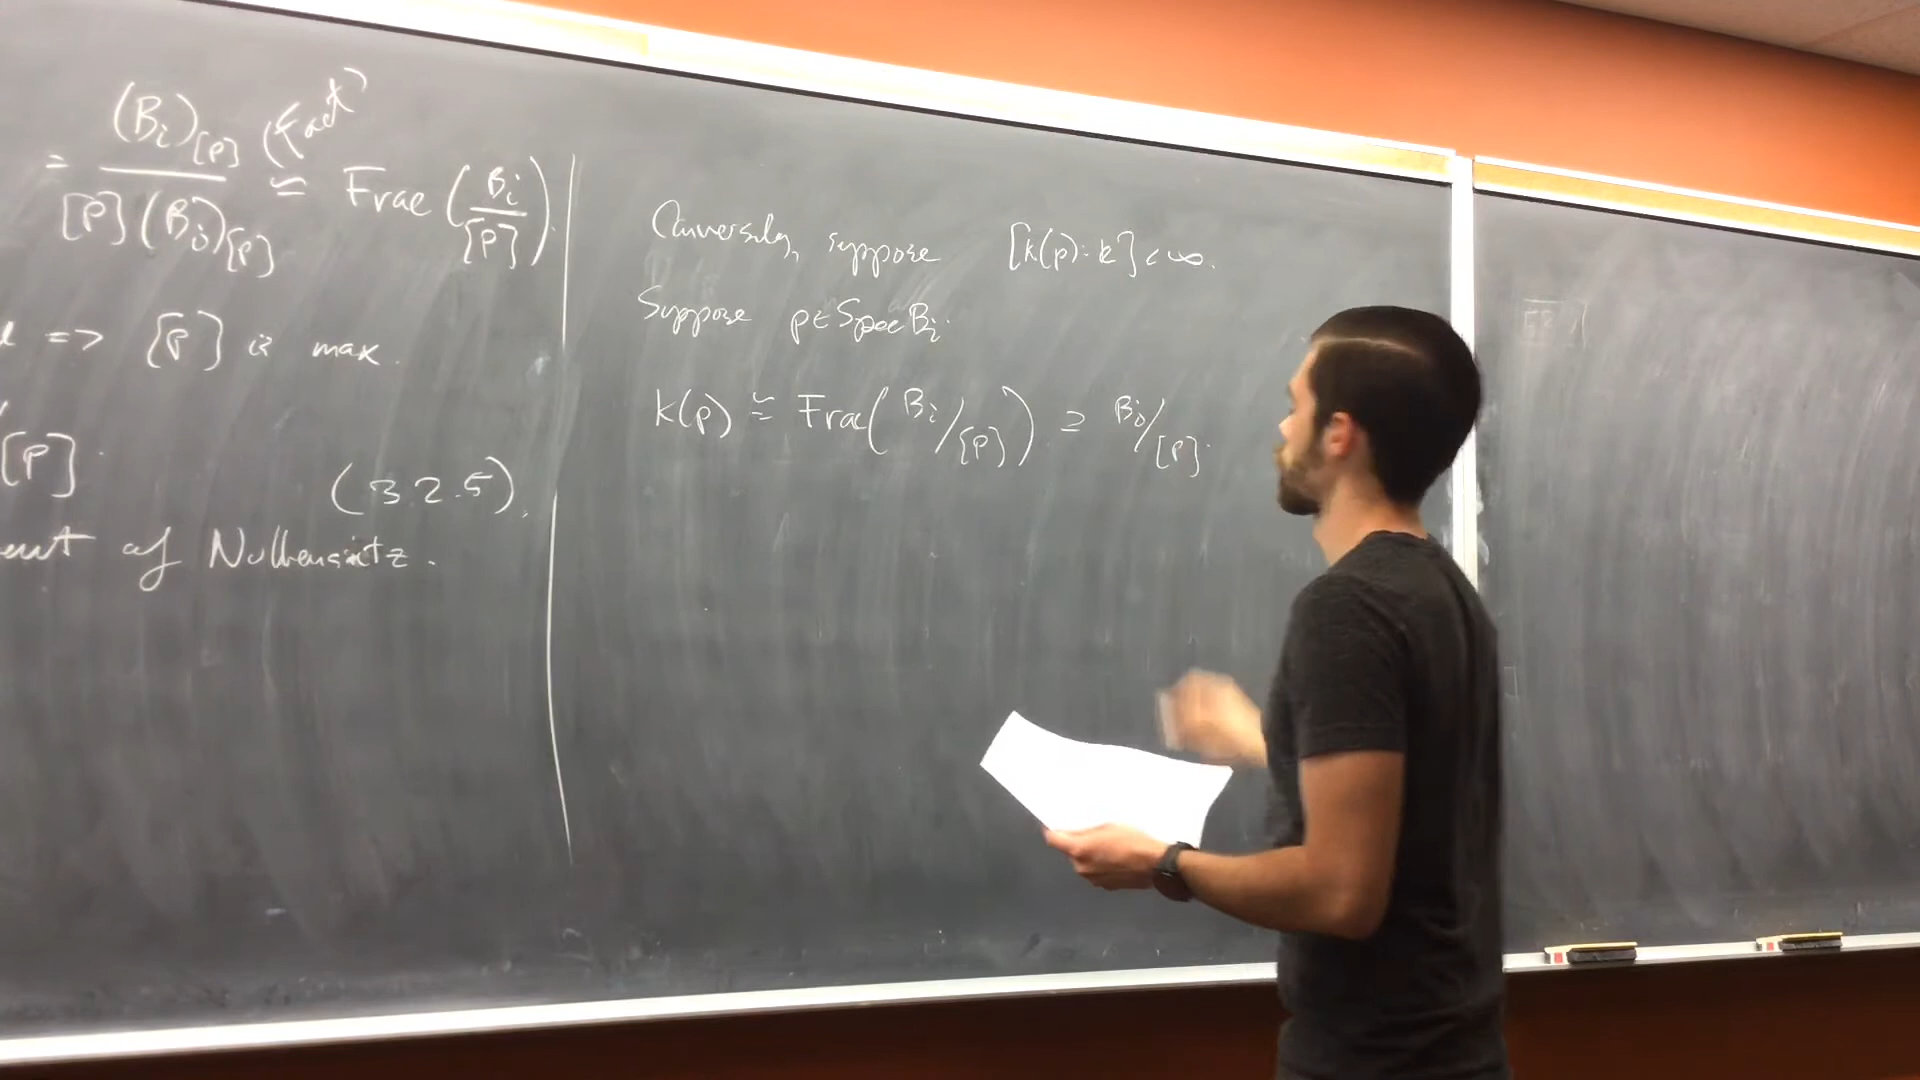 = (B_i)_[p] / [P](B_i)_[p] (Fact) ≅ Frac (B_i / [P]).
=> [P] is max.
[P].
(3.2.5).
of Nullensatz.
Conversely, suppose [k(p):k] < ∞.
Suppose p ∈ Spec B_i.
K(p) ≅ Frac(B_i/[P]) ⊇ B_i/[P].